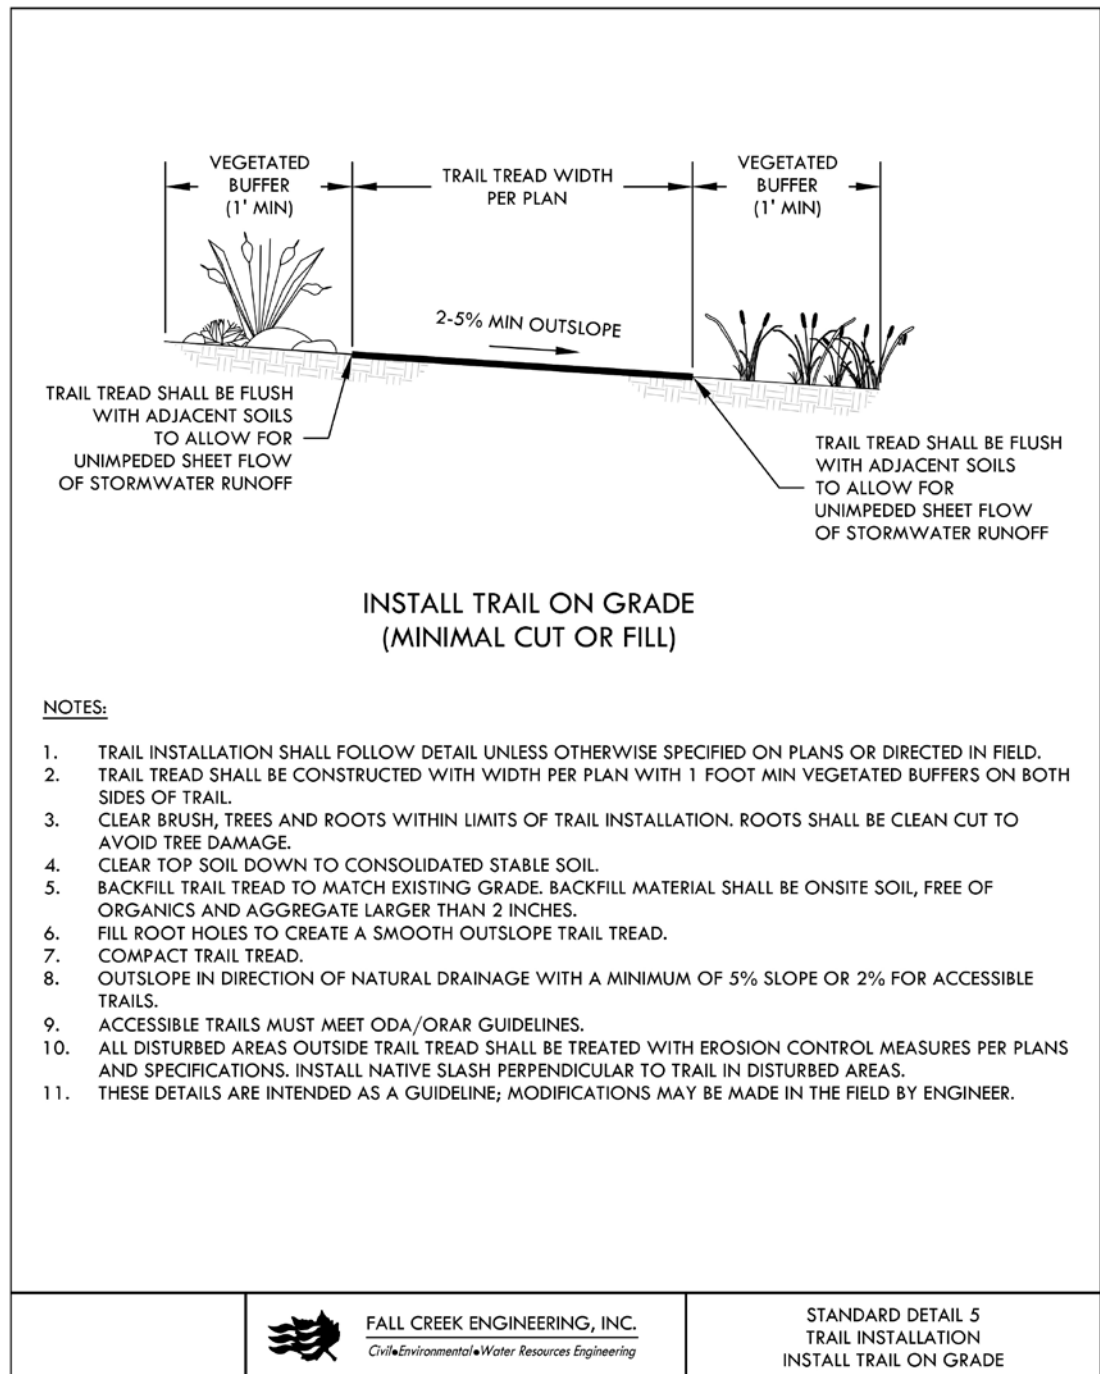 VEGETATED
BUFFER
(1' MIN)
TRAIL TREAD WIDTH
PER PLAN
VEGETATED
BUFFER
(1' MIN)
2-5% MIN OUTSLOPE
TRAIL TREAD SHALL BE FLUSH
WITH ADJACENT SOILS
TO ALLOW FOR
UNIMPEDED SHEET FLOW
OF STORMWATER RUNOFF
TRAIL TREAD SHALL BE FLUSH
WITH ADJACENT SOILS
TO ALLOW FOR
UNIMPEDED SHEET FLOW
OF STORMWATER RUNOFF
INSTALL TRAIL ON GRADE
(MINIMAL CUT OR FILL)
NOTES:
1. TRAIL INSTALLATION SHALL FOLLOW DETAIL UNLESS OTHERWISE SPECIFIED ON PLANS OR DIRECTED IN FIELD.
2. TRAIL TREAD SHALL BE CONSTRUCTED WITH WIDTH PER PLAN WITH 1 FOOT MIN VEGETATED BUFFERS ON BOTH
SIDES OF TRAIL.
3. CLEAR BRUSH, TREES AND ROOTS WITHIN LIMITS OF TRAIL INSTALLATION. ROOTS SHALL BE CLEAN CUT TO
AVOID TREE DAMAGE.
4. CLEAR TOP SOIL DOWN TO CONSOLIDATED STABLE SOIL.
5. BACKFILL TRAIL TREAD TO MATCH EXISTING GRADE. BACKFILL MATERIAL SHALL BE ONSITE SOIL, FREE OF
ORGANICS AND AGGREGATE LARGER THAN 2 INCHES.
6. FILL ROOT HOLES TO CREATE A SMOOTH OUTSLOPE TRAIL TREAD.
7. COMPACT TRAIL TREAD.
8. OUTSLOPE IN DIRECTION OF NATURAL DRAINAGE WITH A MINIMUM OF 5% SLOPE OR 2% FOR ACCESSIBLE
TRAILS.
9. ACCESSIBLE TRAILS MUST MEET ODA/ORAR GUIDELINES.
10. ALL DISTURBED AREAS OUTSIDE TRAIL TREAD SHALL BE TREATED WITH EROSION CONTROL MEASURES PER PLANS
AND SPECIFICATIONS. INSTALL NATIVE SLASH PERPENDICULAR TO TRAIL IN DISTURBED AREAS.
11. THESE DETAILS ARE INTENDED AS A GUIDELINE; MODIFICATIONS MAY BE MADE IN THE FIELD BY ENGINEER.
FALL CREEK ENGINEERING, INC.
Civil●Environmental●Water Resources Engineering
STANDARD DETAIL 5
TRAIL INSTALLATION
INSTALL TRAIL ON GRADE